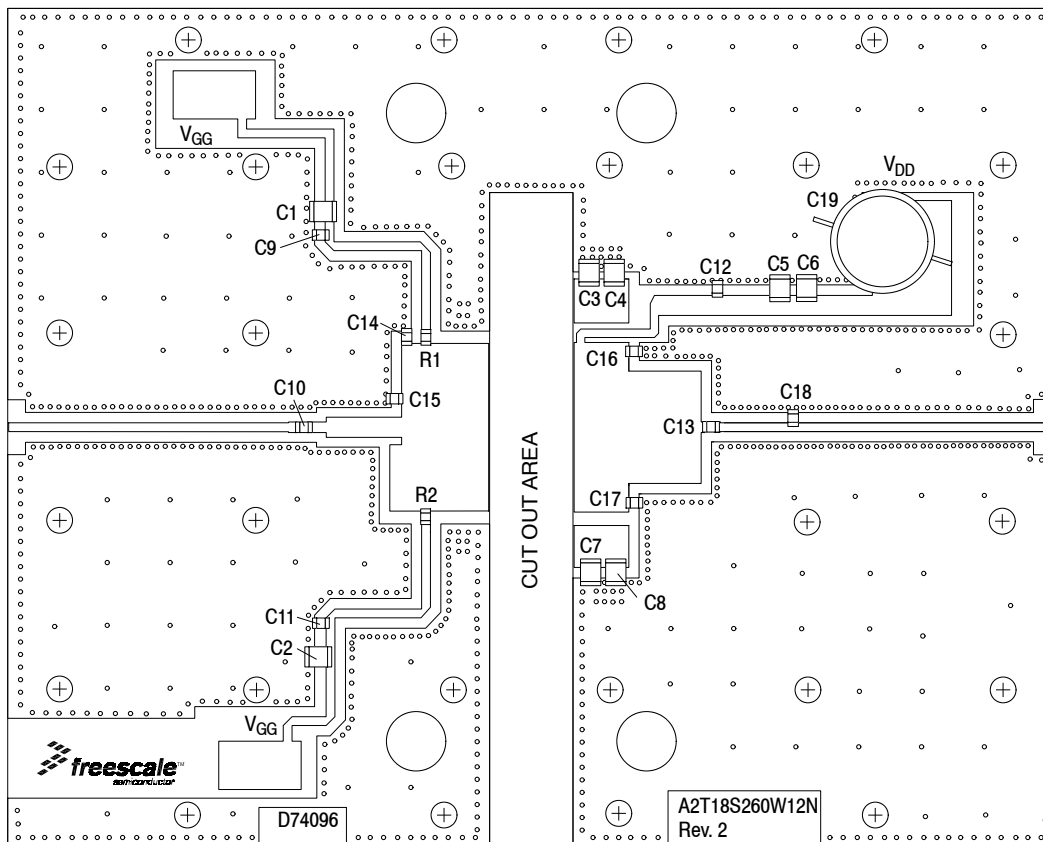 VGG
VDD
C19
C1
C9
C12
C5
C6
C3
C4
C14
R1
C16
C10
C15
C18
C13
CUT OUT AREA
R2
C17
C7
C8
C11
C2
VGG
freescale™
semiconductor
D74096
A2T18S260W12N
Rev. 2